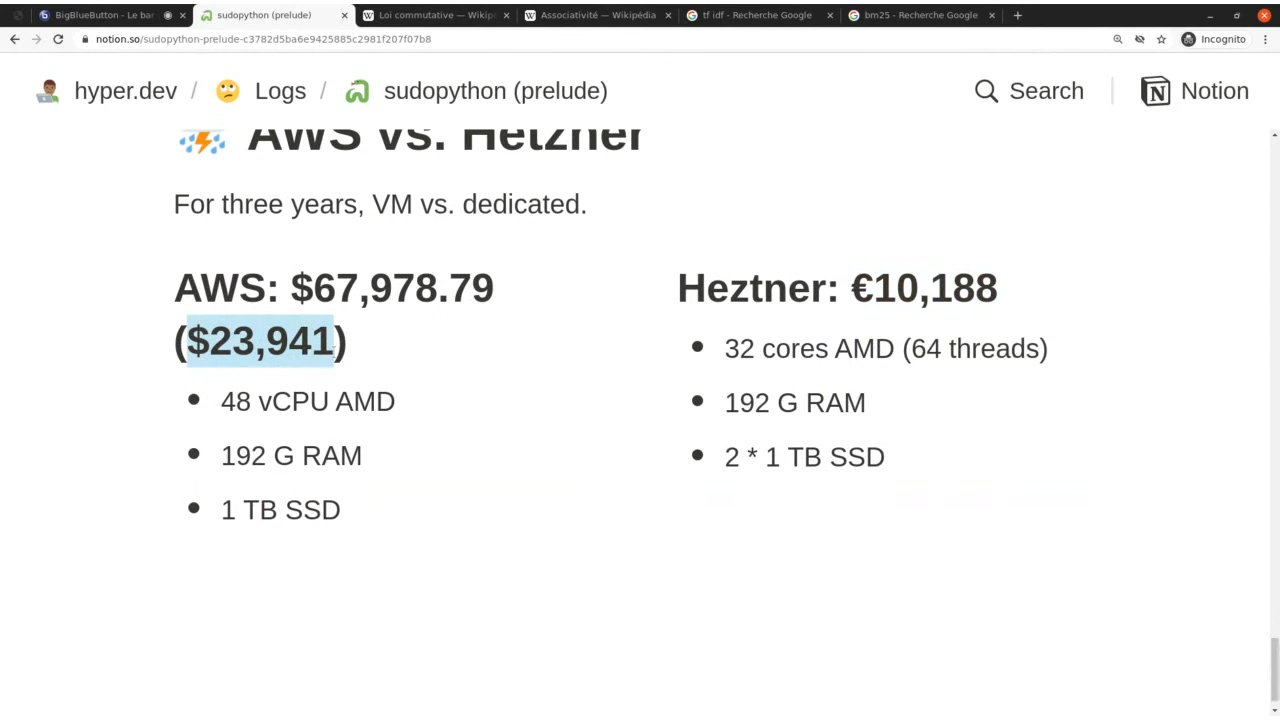 BigBlueButton - Le bar
sudopython (prelude)
Loi commutative — Wikip
Associativité — Wikipédia
tf idf - Recherche Google
bm25 - Recherche Google
notion.so/sudopython-prelude-c3782d5ba6e9425885c2981f207f07b8
Incognito
hyper.dev / Logs / sudopython (prelude)
Search
Notion
AWS vs. Hetzner
For three years, VM vs. dedicated.
AWS: $67,978.79
($23,941)
48 vCPU AMD
192 G RAM
1 TB SSD
Heztner: €10,188
32 cores AMD (64 threads)
192 G RAM
2 * 1 TB SSD